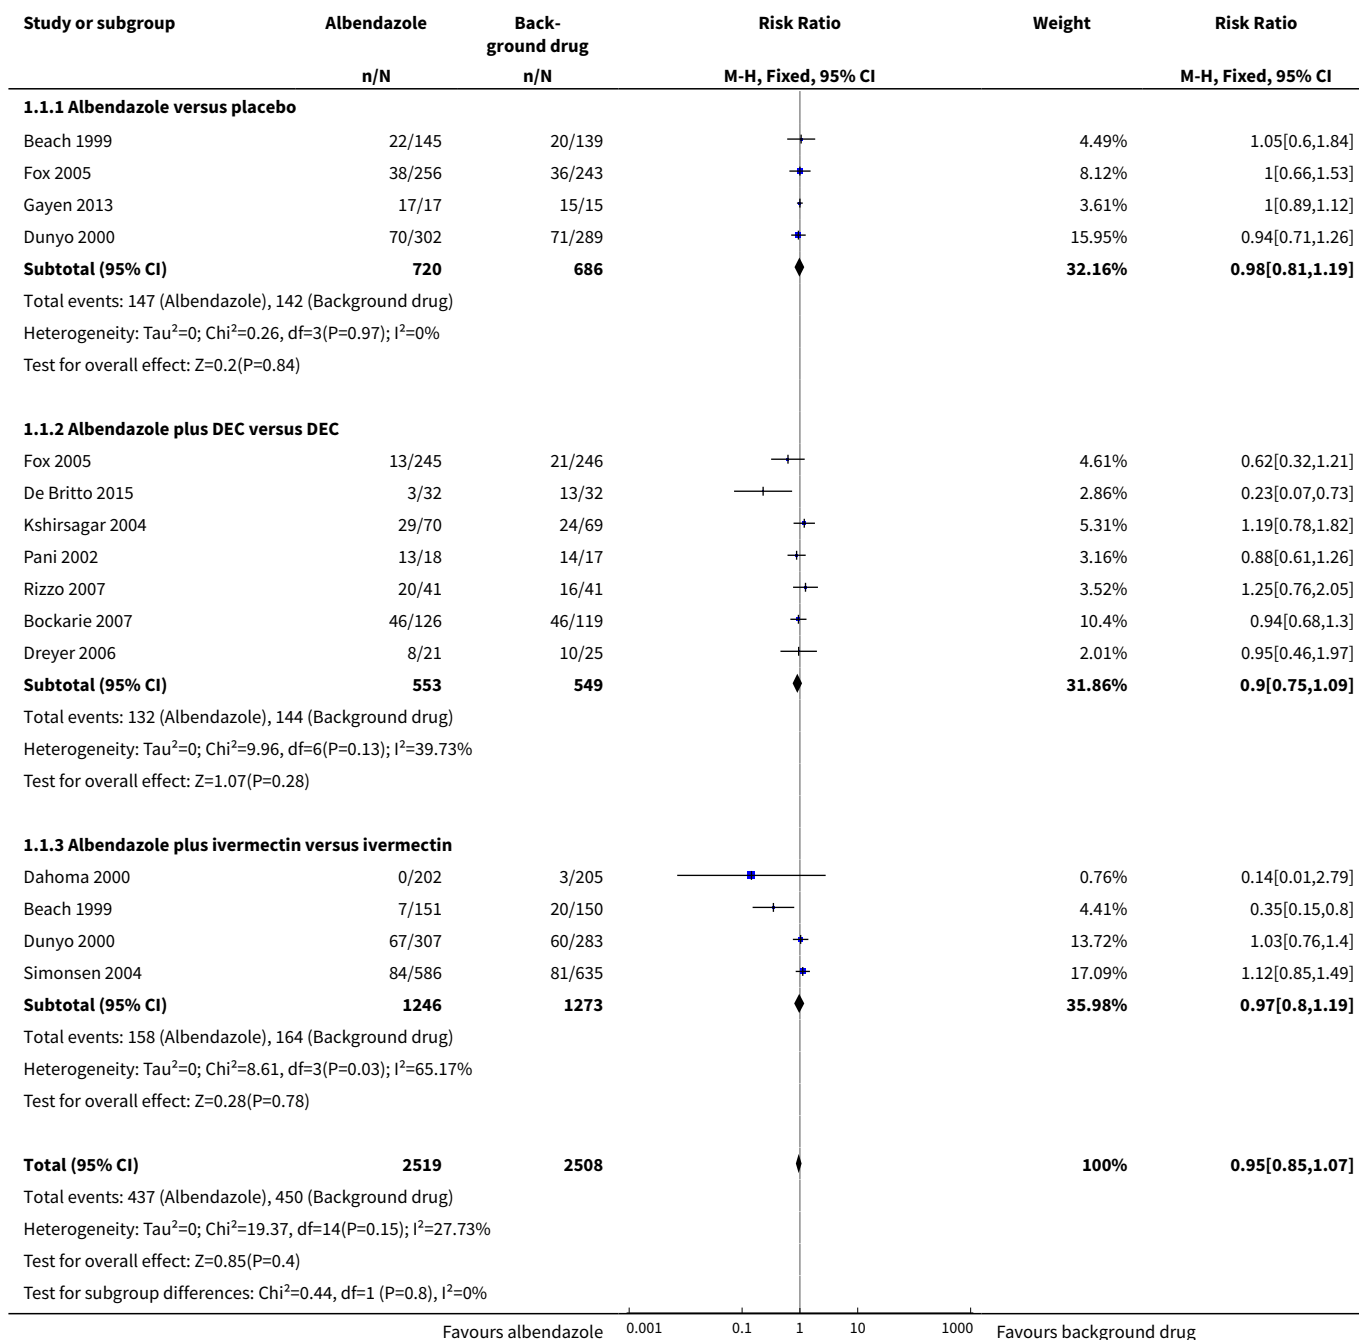 Study or subgroup Albendazole Back- Risk Ratio Weight Risk Ratio
ground drug
n/N n/N M-H, Fixed, 95% CI M-H, Fixed, 95% CI
1.1.1 Albendazole versus placebo
Beach 1999 22/145 20/139 4.49% 1.05[0.6,1.84]
Fox 2005 38/256 36/243 8.12% 1[0.66,1.53]
Gayen 2013 17/17 15/15 3.61% 1[0.89,1.12]
Dunyo 2000 70/302 71/289 15.95% 0.94[0.71,1.26]
Subtotal (95% CI) 720 686 32.16% 0.98[0.81,1.19]
Total events: 147 (Albendazole), 142 (Background drug)
Heterogeneity: Tau²=0; Chi²=0.26, df=3(P=0.97); I²=0%
Test for overall effect: Z=0.2(P=0.84)
1.1.2 Albendazole plus DEC versus DEC
Fox 2005 13/245 21/246 4.61% 0.62[0.32,1.21]
De Britto 2015 3/32 13/32 2.86% 0.23[0.07,0.73]
Kshirsagar 2004 29/70 24/69 5.31% 1.19[0.78,1.82]
Pani 2002 13/18 14/17 3.16% 0.88[0.61,1.26]
Rizzo 2007 20/41 16/41 3.52% 1.25[0.76,2.05]
Bockarie 2007 46/126 46/119 10.4% 0.94[0.68,1.3]
Dreyer 2006 8/21 10/25 2.01% 0.95[0.46,1.97]
Subtotal (95% CI) 553 549 31.86% 0.9[0.75,1.09]
Total events: 132 (Albendazole), 144 (Background drug)
Heterogeneity: Tau²=0; Chi²=9.96, df=6(P=0.13); I²=39.73%
Test for overall effect: Z=1.07(P=0.28)
1.1.3 Albendazole plus ivermectin versus ivermectin
Dahoma 2000 0/202 3/205 0.76% 0.14[0.01,2.79]
Beach 1999 7/151 20/150 4.41% 0.35[0.15,0.8]
Dunyo 2000 67/307 60/283 13.72% 1.03[0.76,1.4]
Simonsen 2004 84/586 81/635 17.09% 1.12[0.85,1.49]
Subtotal (95% CI) 1246 1273 35.98% 0.97[0.8,1.19]
Total events: 158 (Albendazole), 164 (Background drug)
Heterogeneity: Tau²=0; Chi²=8.61, df=3(P=0.03); I²=65.17%
Test for overall effect: Z=0.28(P=0.78)
Total (95% CI) 2519 2508 100% 0.95[0.85,1.07]
Total events: 437 (Albendazole), 450 (Background drug)
Heterogeneity: Tau²=0; Chi²=19.37, df=14(P=0.15); I²=27.73%
Test for overall effect: Z=0.85(P=0.4)
Test for subgroup differences: Chi²=0.44, df=1 (P=0.8), I²=0%
Favours albendazole 0.001 0.1 1 10 1000 Favours background drug